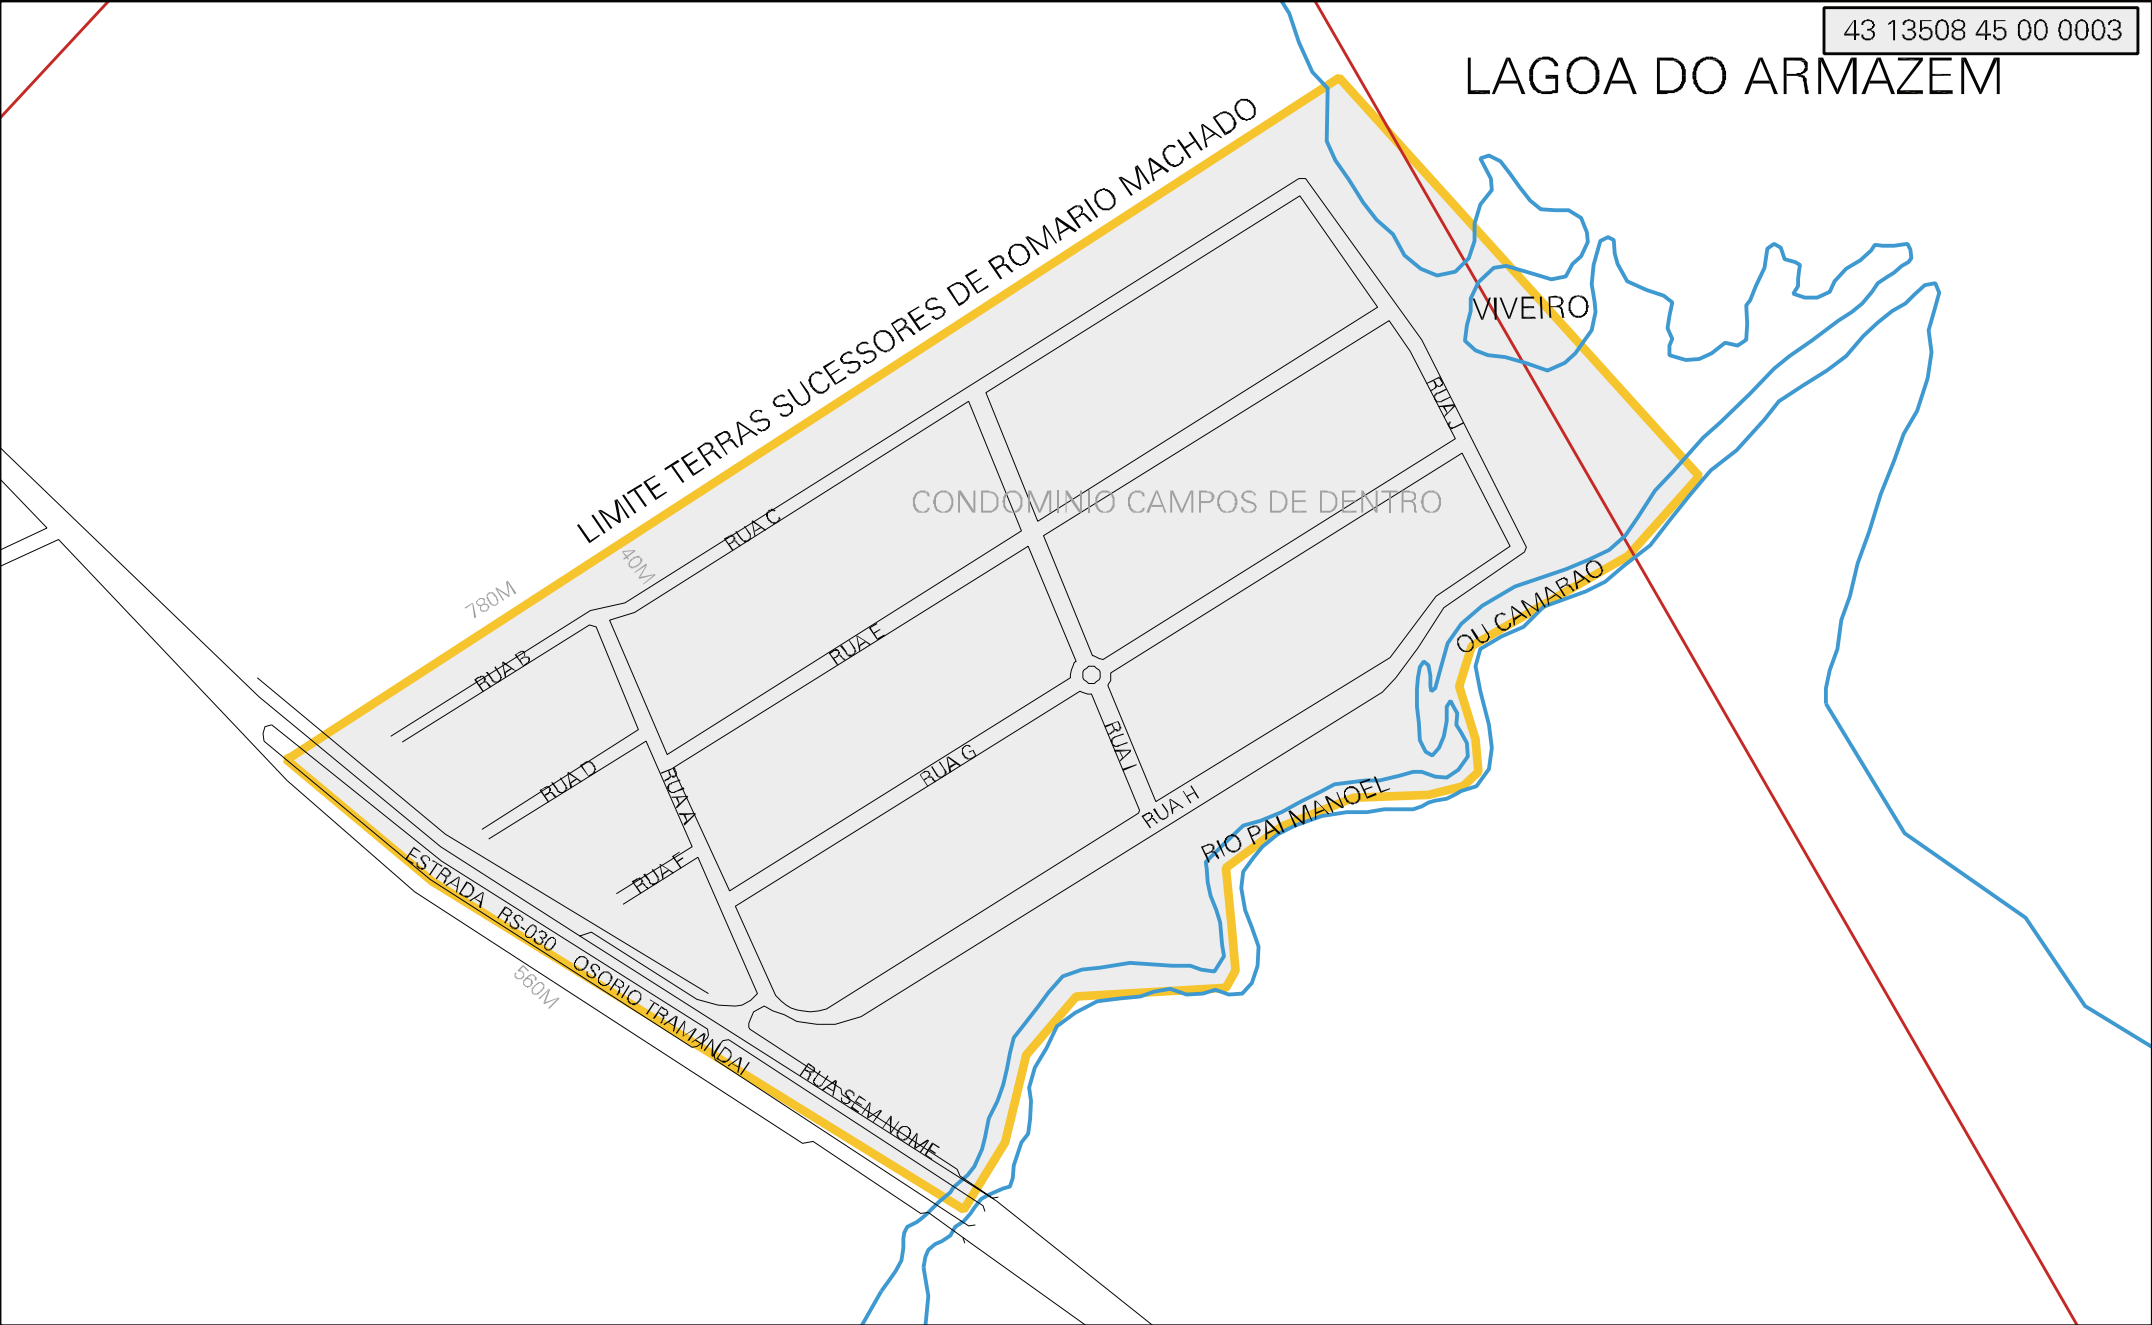 43 13508 45 00 0003
LAGOA DO ARMAZEM
LIMITE TERRAS SUCESSORES DE ROMARIO MACHADO
VIVEIRO
RUA J
CONDOMINIO CAMPOS DE DENTRO
RUA C
40M
780M
OU CAMARAO
RUA E
RUA B
RUA I
RUA G
RUA D
RUA A
RUA H
RIO PAI MANOEL
RUA F
ESTRADA RS-030 OSORIO TRAMANDAI
560M
RUA SEM NOME